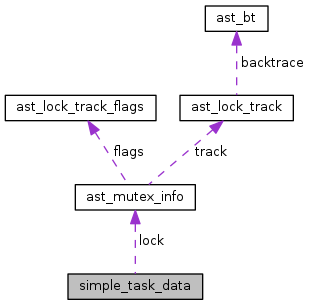 ast_bt
backtrace
ast_lock_track_flags
ast_lock_track
flags
track
ast_mutex_info
lock
simple_task_data